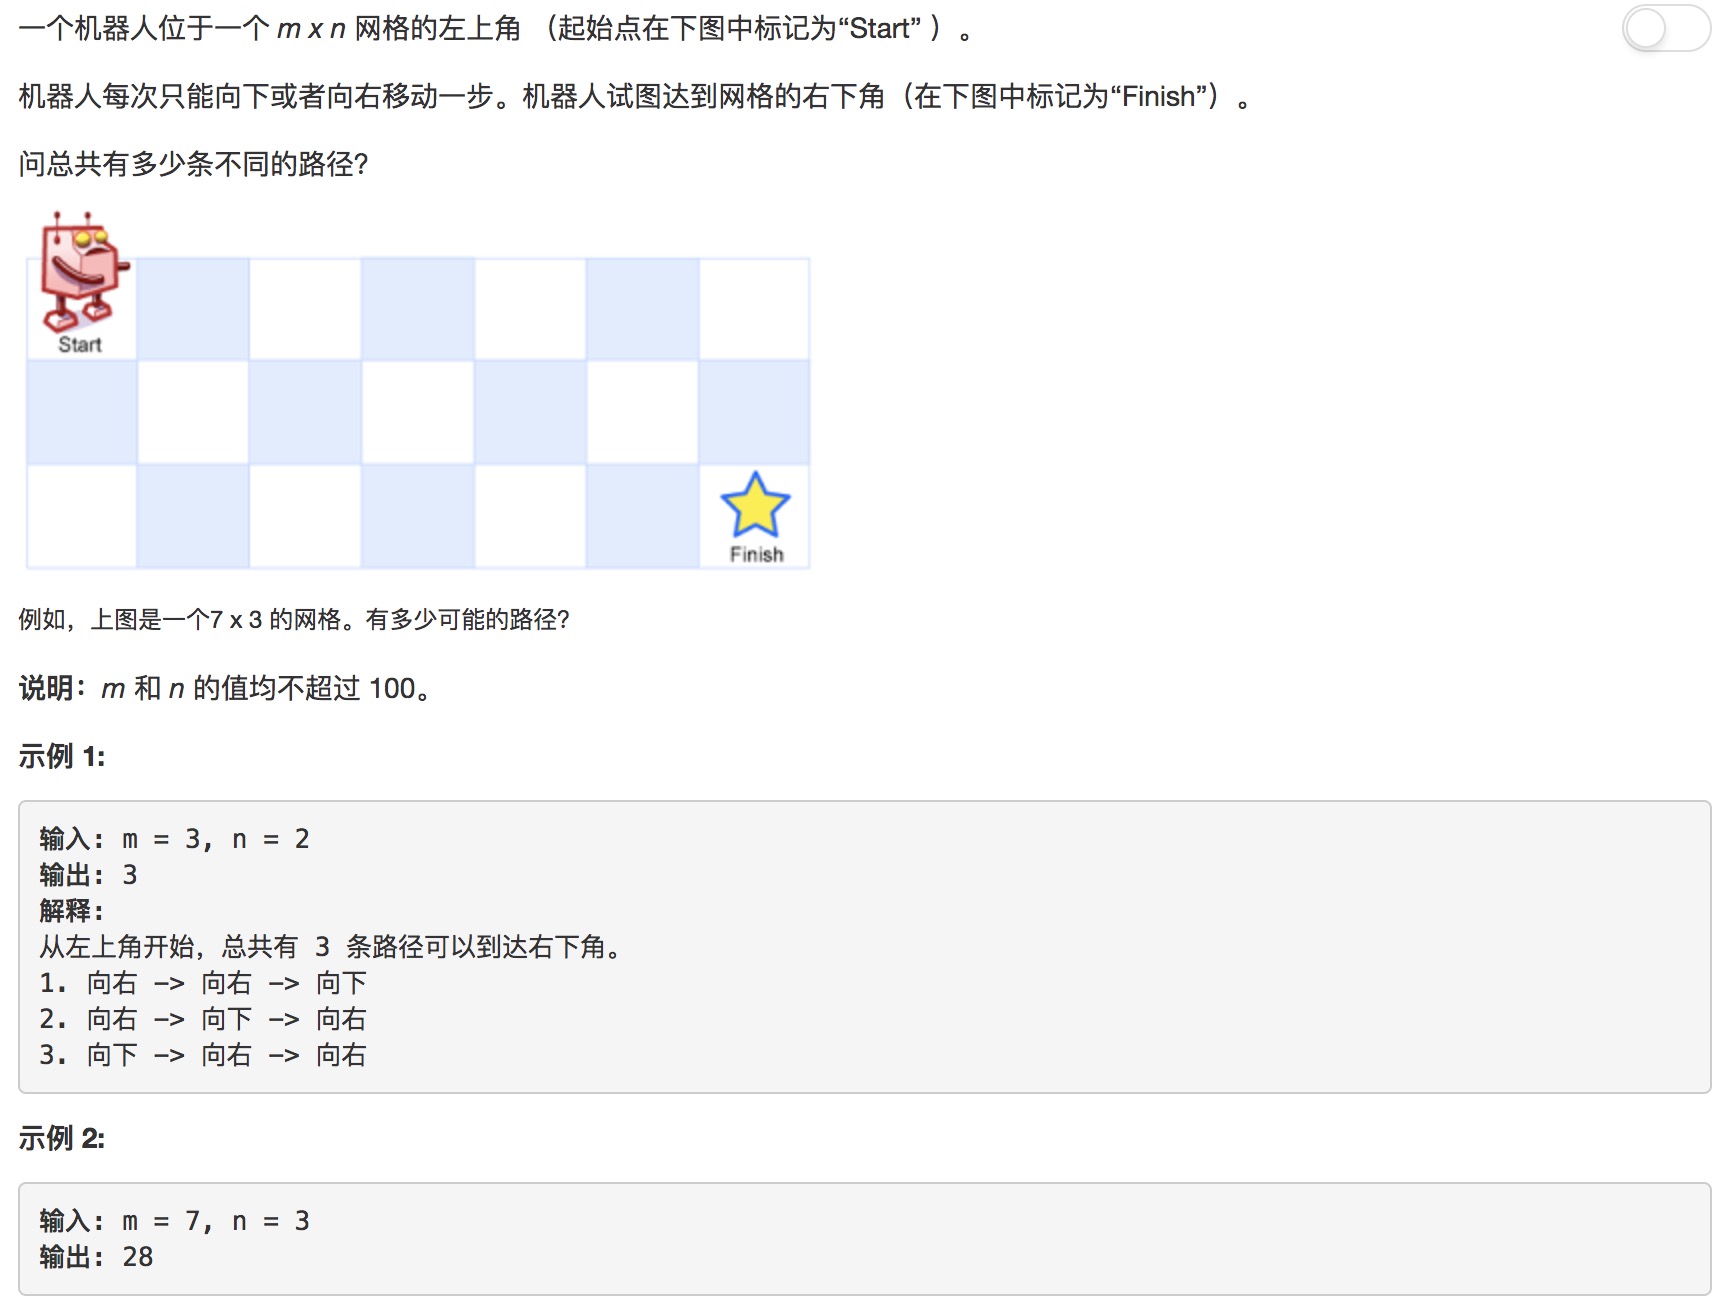 一个机器人位于一个 m x n 网格的左上角 （起始点在下图中标记为“Start” ）。
机器人每次只能向下或者向右移动一步。机器人试图达到网格的右下角（在下图中标记为“Finish”）。
问总共有多少条不同的路径？
Start
Finish
例如，上图是一个7 x 3 的网格。有多少可能的路径？
说明：m 和 n 的值均不超过 100。
示例 1:
输入: m = 3, n = 2
输出: 3
解释:
从左上角开始，总共有 3 条路径可以到达右下角。
1. 向右 -> 向右 -> 向下
2. 向右 -> 向下 -> 向右
3. 向下 -> 向右 -> 向右
示例 2:
输入: m = 7, n = 3
输出: 28